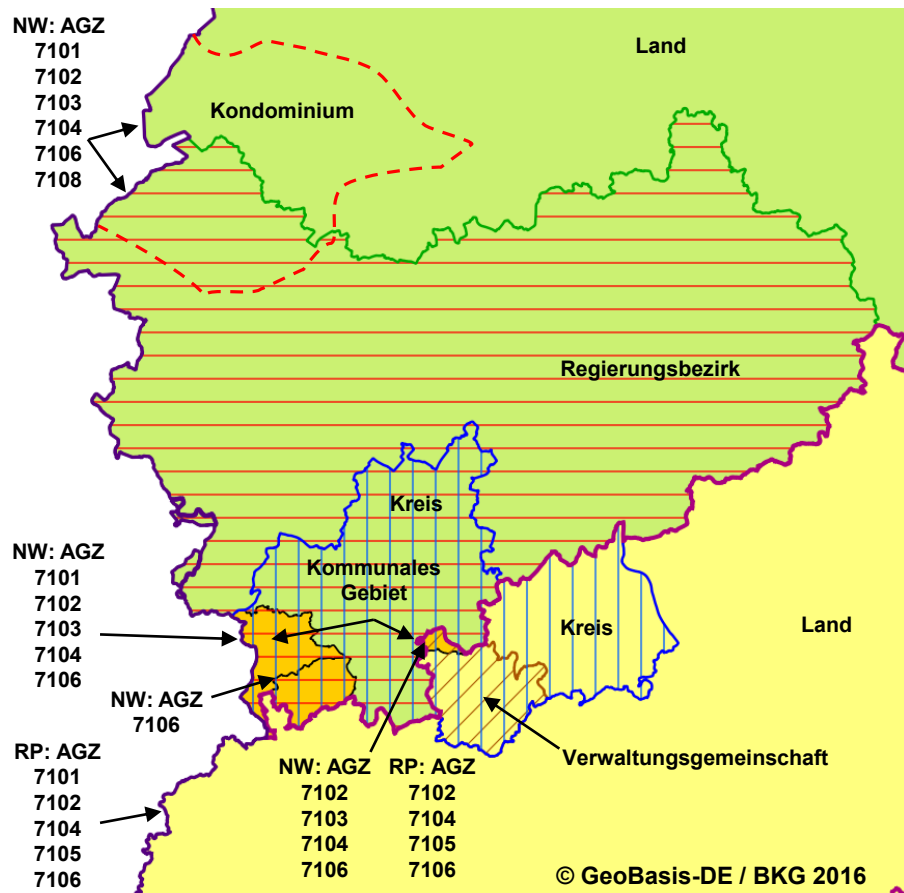 NW: AGZ
7101
7102
7103
7104
7106
7108
Land
Kondominium
Regierungsbezirk
Kreis
Kommunales
Gebiet
NW: AGZ
7101
7102
7103
7104
7106
Kreis
Land
NW: AGZ
7106
Verwaltungsgemeinschaft
RP: AGZ
7101
7102
7104
7105
7106
NW: AGZ
7102
7103
7104
7106
RP: AGZ
7102
7104
7105
7106
© GeoBasis-DE / BKG 2016